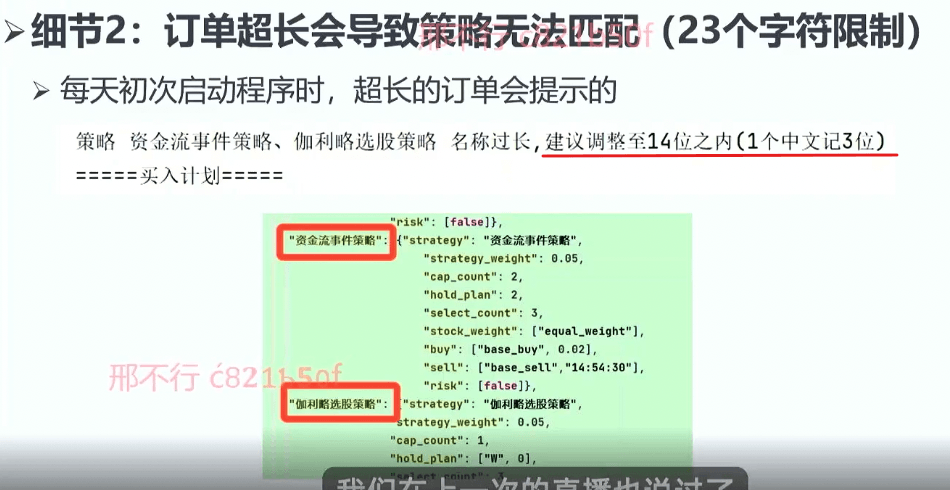 ➢细节2：订单超长会导致策略无法匹配（23个字符限制）
邢不行 c821b50f
➢ 每天初次启动程序时，超长的订单会提示的
策略 资金流事件策略、伽利略选股策略 名称过长,建议调整至14位之内(1个中文记3位)
=====买入计划=====
"risk": [false]},
"资金流事件策略": {"strategy": "资金流事件策略",
"strategy_weight": 0.05,
"cap_count": 2,
"hold_plan": 2,
"select_count": 3,
"stock_weight": ["equal_weight"],
"buy": ["base_buy", 0.02],
"sell": ["base_sell","14:54:30"],
邢不行 c821b50f
"risk": [false]},
"伽利略选股策略": {"strategy": "伽利略选股策略",
"strategy_weight": 0.05,
"cap_count": 1,
"hold_plan": ["W", 0],
"select_count": 3,
我们在上一次的直播也说过了